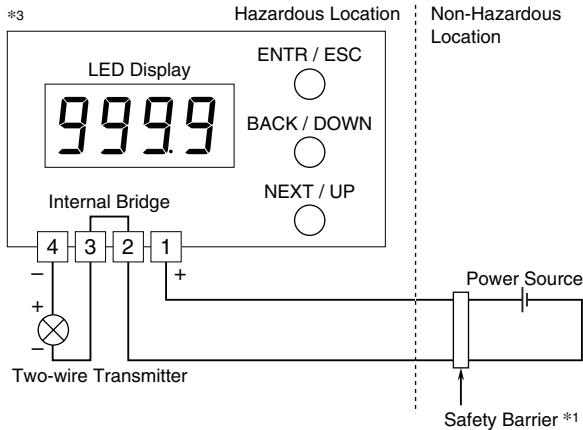 *3
Hazardous Location
Non-Hazardous
Location
LED Display
ENTR / ESC
999.9
BACK / DOWN
NEXT / UP
Internal Bridge
4 3 2 1
– +
+
–
Power Source
Two-wire Transmitter
Safety Barrier *1